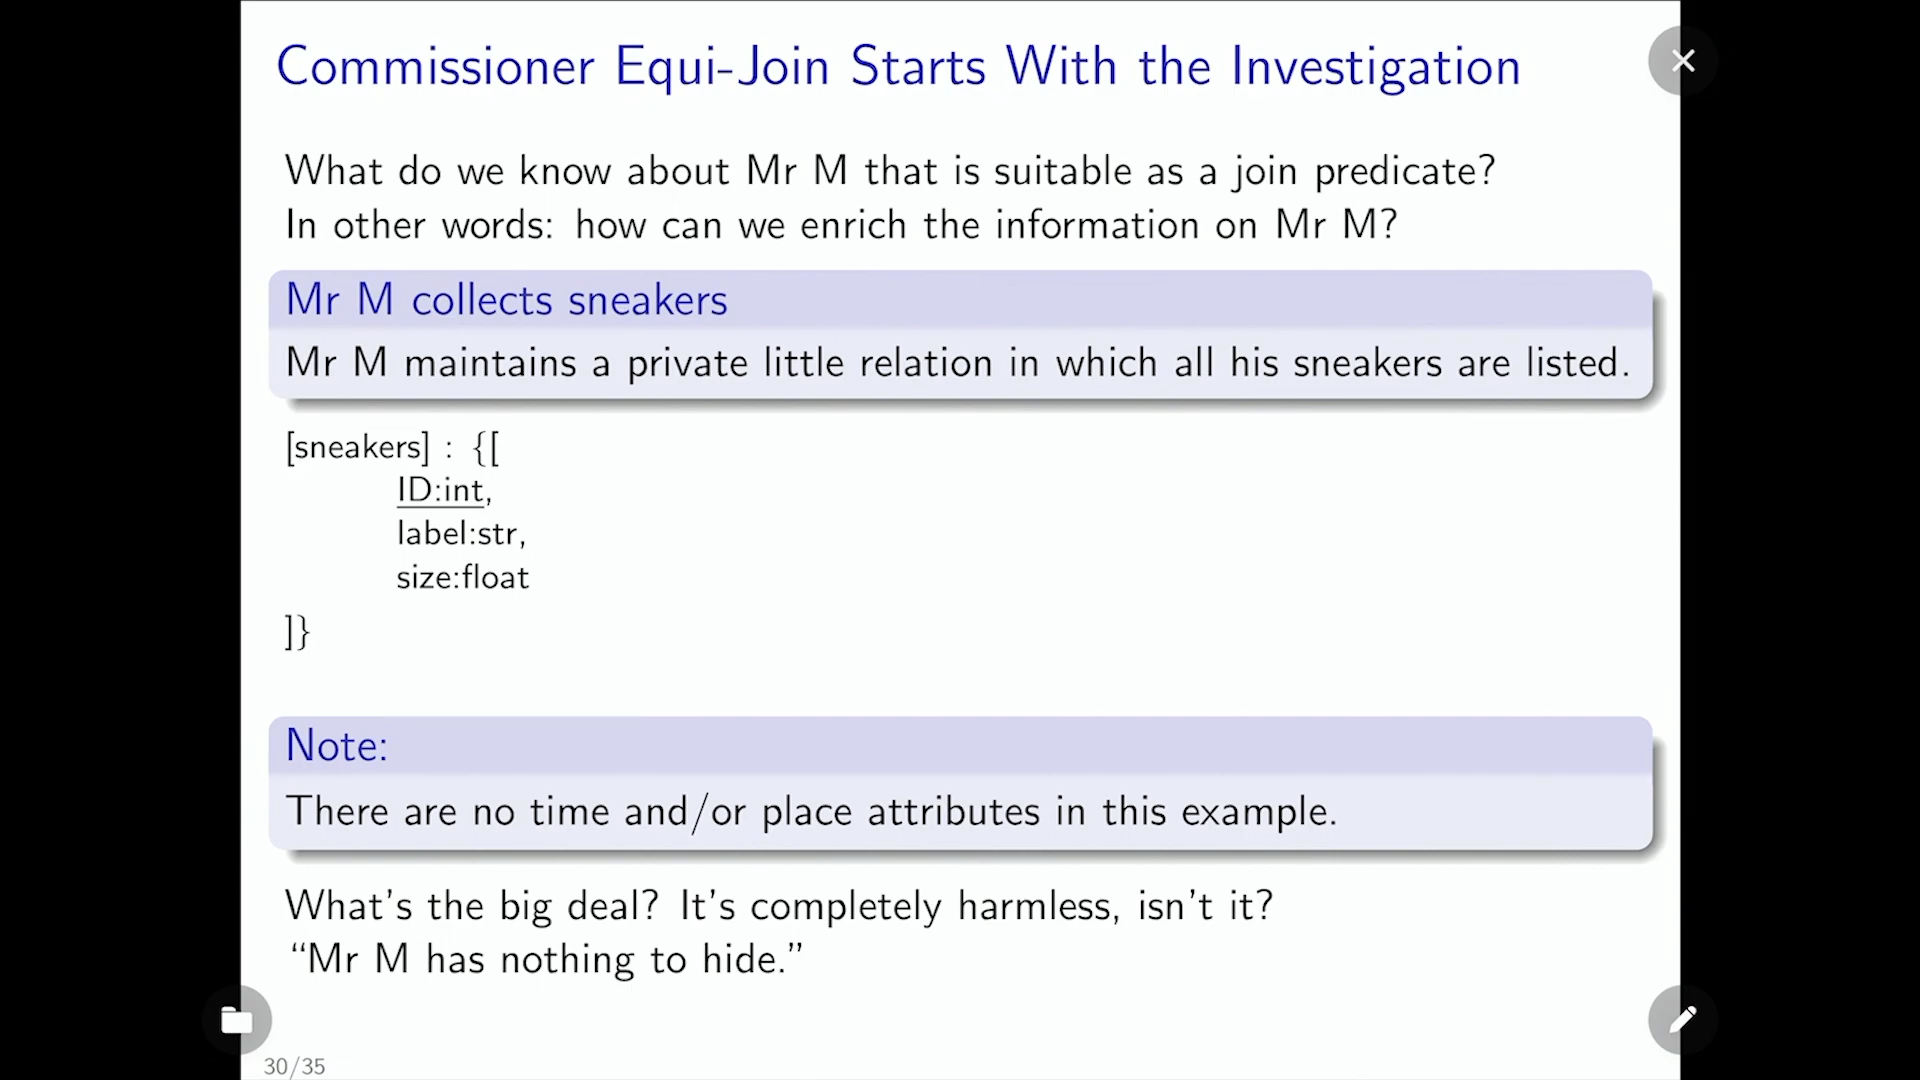 Commissioner Equi-Join Starts With the Investigation
What do we know about Mr M that is suitable as a join predicate?
In other words: how can we enrich the information on Mr M?
Mr M collects sneakers
Mr M maintains a private little relation in which all his sneakers are listed.
[sneakers] : {[
ID:int,
label:str,
size:float
]}
Note:
There are no time and/or place attributes in this example.
What's the big deal? It's completely harmless, isn't it?
“Mr M has nothing to hide.”
30/35